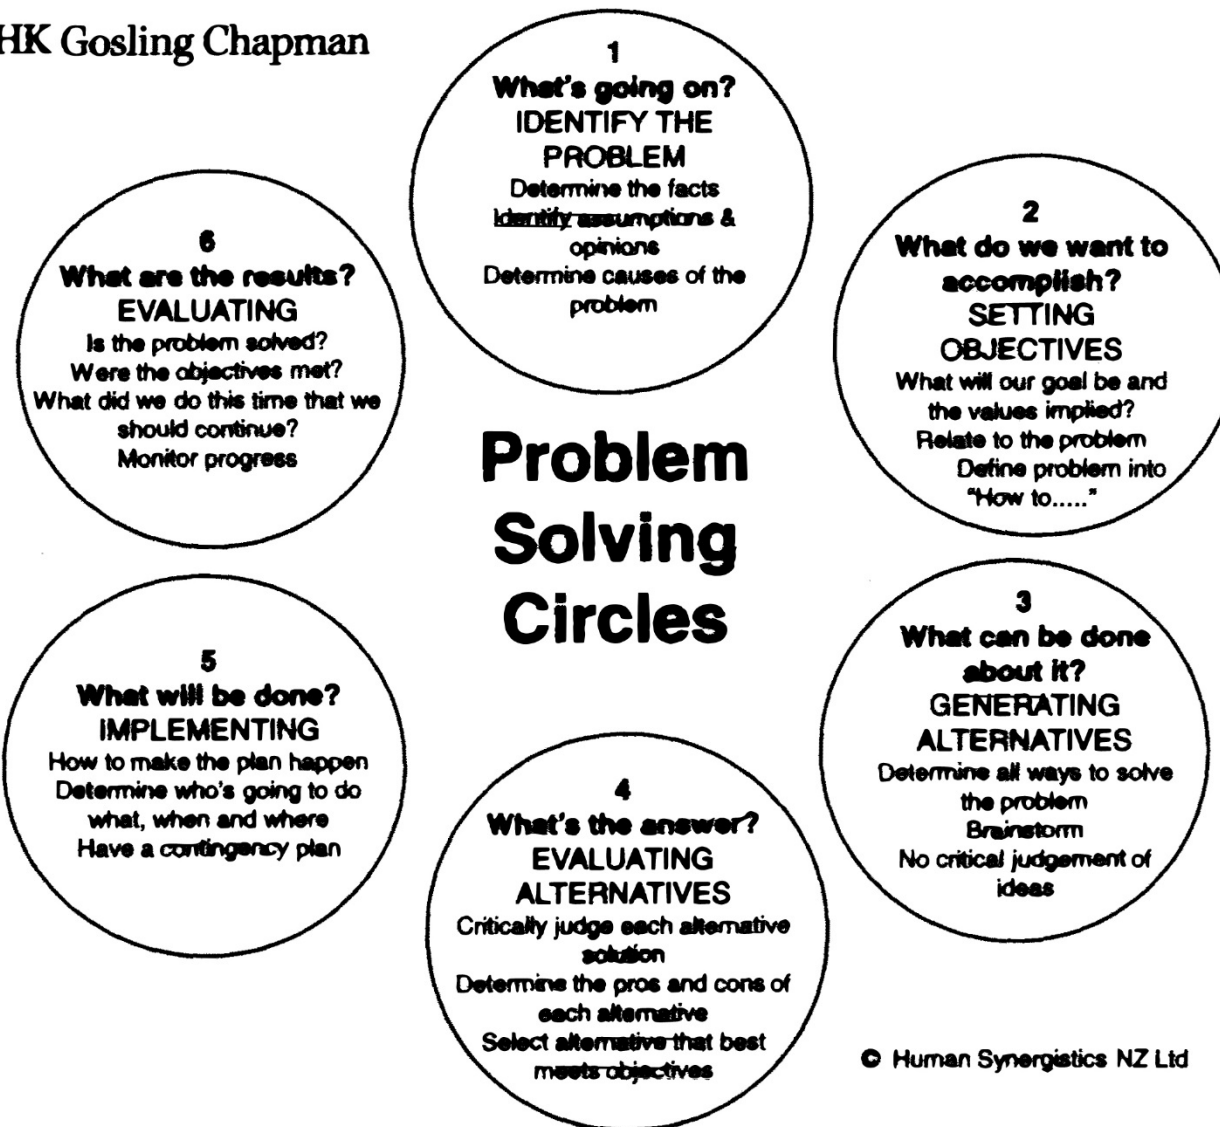 HK Gosling Chapman
1
What's going on?
IDENTIFY THE
PROBLEM
Determine the facts
Identify assumptions &
opinions
Determine causes of the
problem
2
What do we want to
accomplish?
SETTING
OBJECTIVES
What will our goal be and
the values implied?
Relate to the problem
Define problem into
"How to....."
3
What can be done
about it?
GENERATING
ALTERNATIVES
Determine all ways to solve
the problem
Brainstorm
No critical judgement of
ideas
4
What's the answer?
EVALUATING
ALTERNATIVES
Critically judge each alternative
solution
Determine the pros and cons of
each alternative
Select alternative that best
meets objectives
5
What will be done?
IMPLEMENTING
How to make the plan happen
Determine who's going to do
what, when and where
Have a contingency plan
6
What are the results?
EVALUATING
Is the problem solved?
Were the objectives met?
What did we do this time that we
should continue?
Monitor progress
Problem
Solving
Circles
© Human Synergistics NZ Ltd